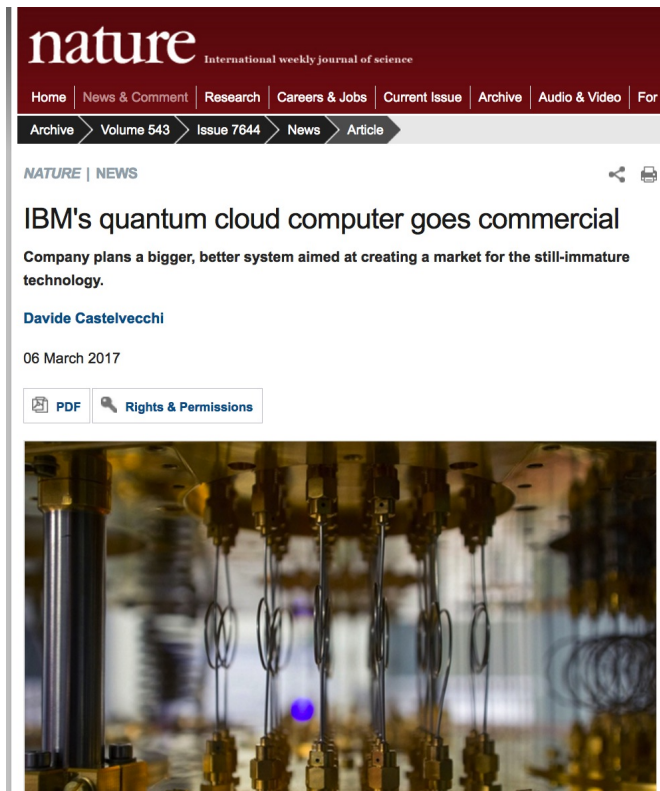 nature International weekly journal of science
Home News & Comment Research Careers & Jobs Current Issue Archive Audio & Video For
Archive Volume 543 Issue 7644 News Article
NATURE | NEWS
IBM's quantum cloud computer goes commercial
Company plans a bigger, better system aimed at creating a market for the still-immature
technology.
Davide Castelvecchi
06 March 2017
PDF Rights & Permissions